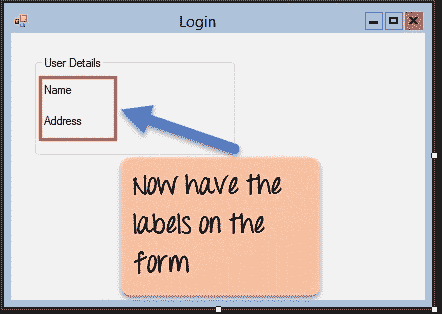 Login
User Details
Name
Address
Now have the
labels on the
form